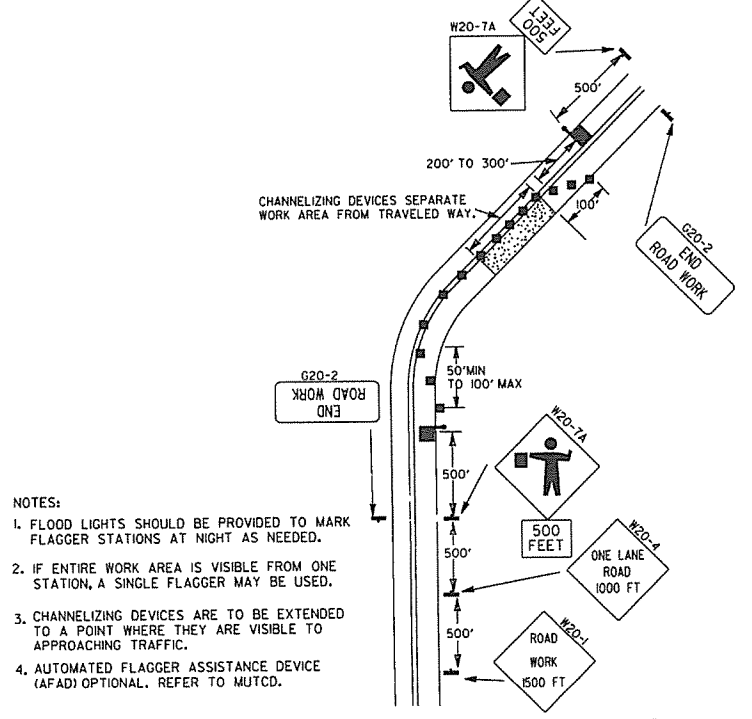 W20-7A
500
FEET
500'
200' TO 300'
CHANNELIZING DEVICES SEPARATE
WORK AREA FROM TRAVELED WAY.
100'
G20-2
END
ROAD WORK
G20-2
END
ROAD WORK
50'MIN
TO 100' MAX
W20-7A
500'
500
FEET
500'
W20-4
ONE LANE
ROAD
1000 FT
500'
W20-1
ROAD
WORK
1500 FT
NOTES:
1. FLOOD LIGHTS SHOULD BE PROVIDED TO MARK
FLAGGER STATIONS AT NIGHT AS NEEDED.
2. IF ENTIRE WORK AREA IS VISIBLE FROM ONE
STATION, A SINGLE FLAGGER MAY BE USED.
3. CHANNELIZING DEVICES ARE TO BE EXTENDED
TO A POINT WHERE THEY ARE VISIBLE TO
APPROACHING TRAFFIC.
4. AUTOMATED FLAGGER ASSISTANCE DEVICE
(AFAD) OPTIONAL. REFER TO MUTCD.